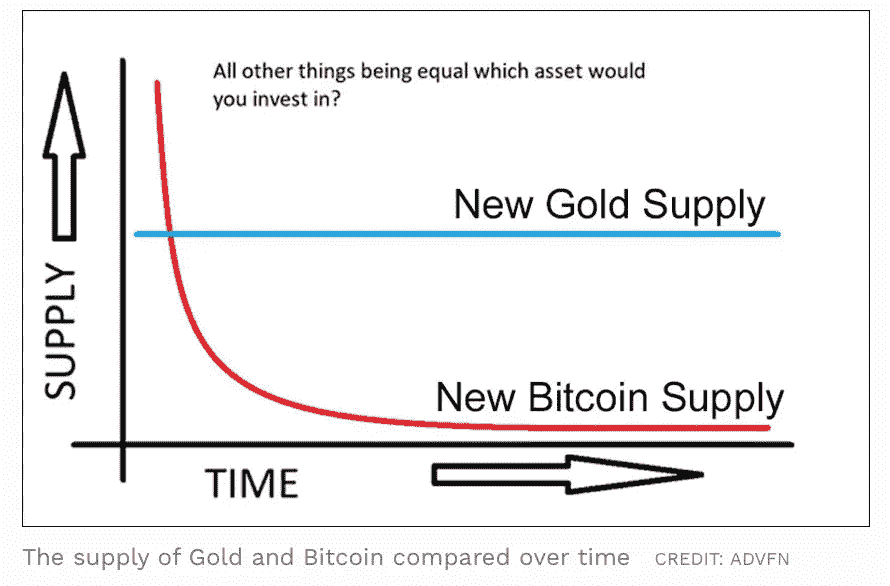 All other things being equal which asset would
you invest in?
New Gold Supply
SUPPLY
New Bitcoin Supply
TIME
The supply of Gold and Bitcoin compared over time CREDIT: ADVFN